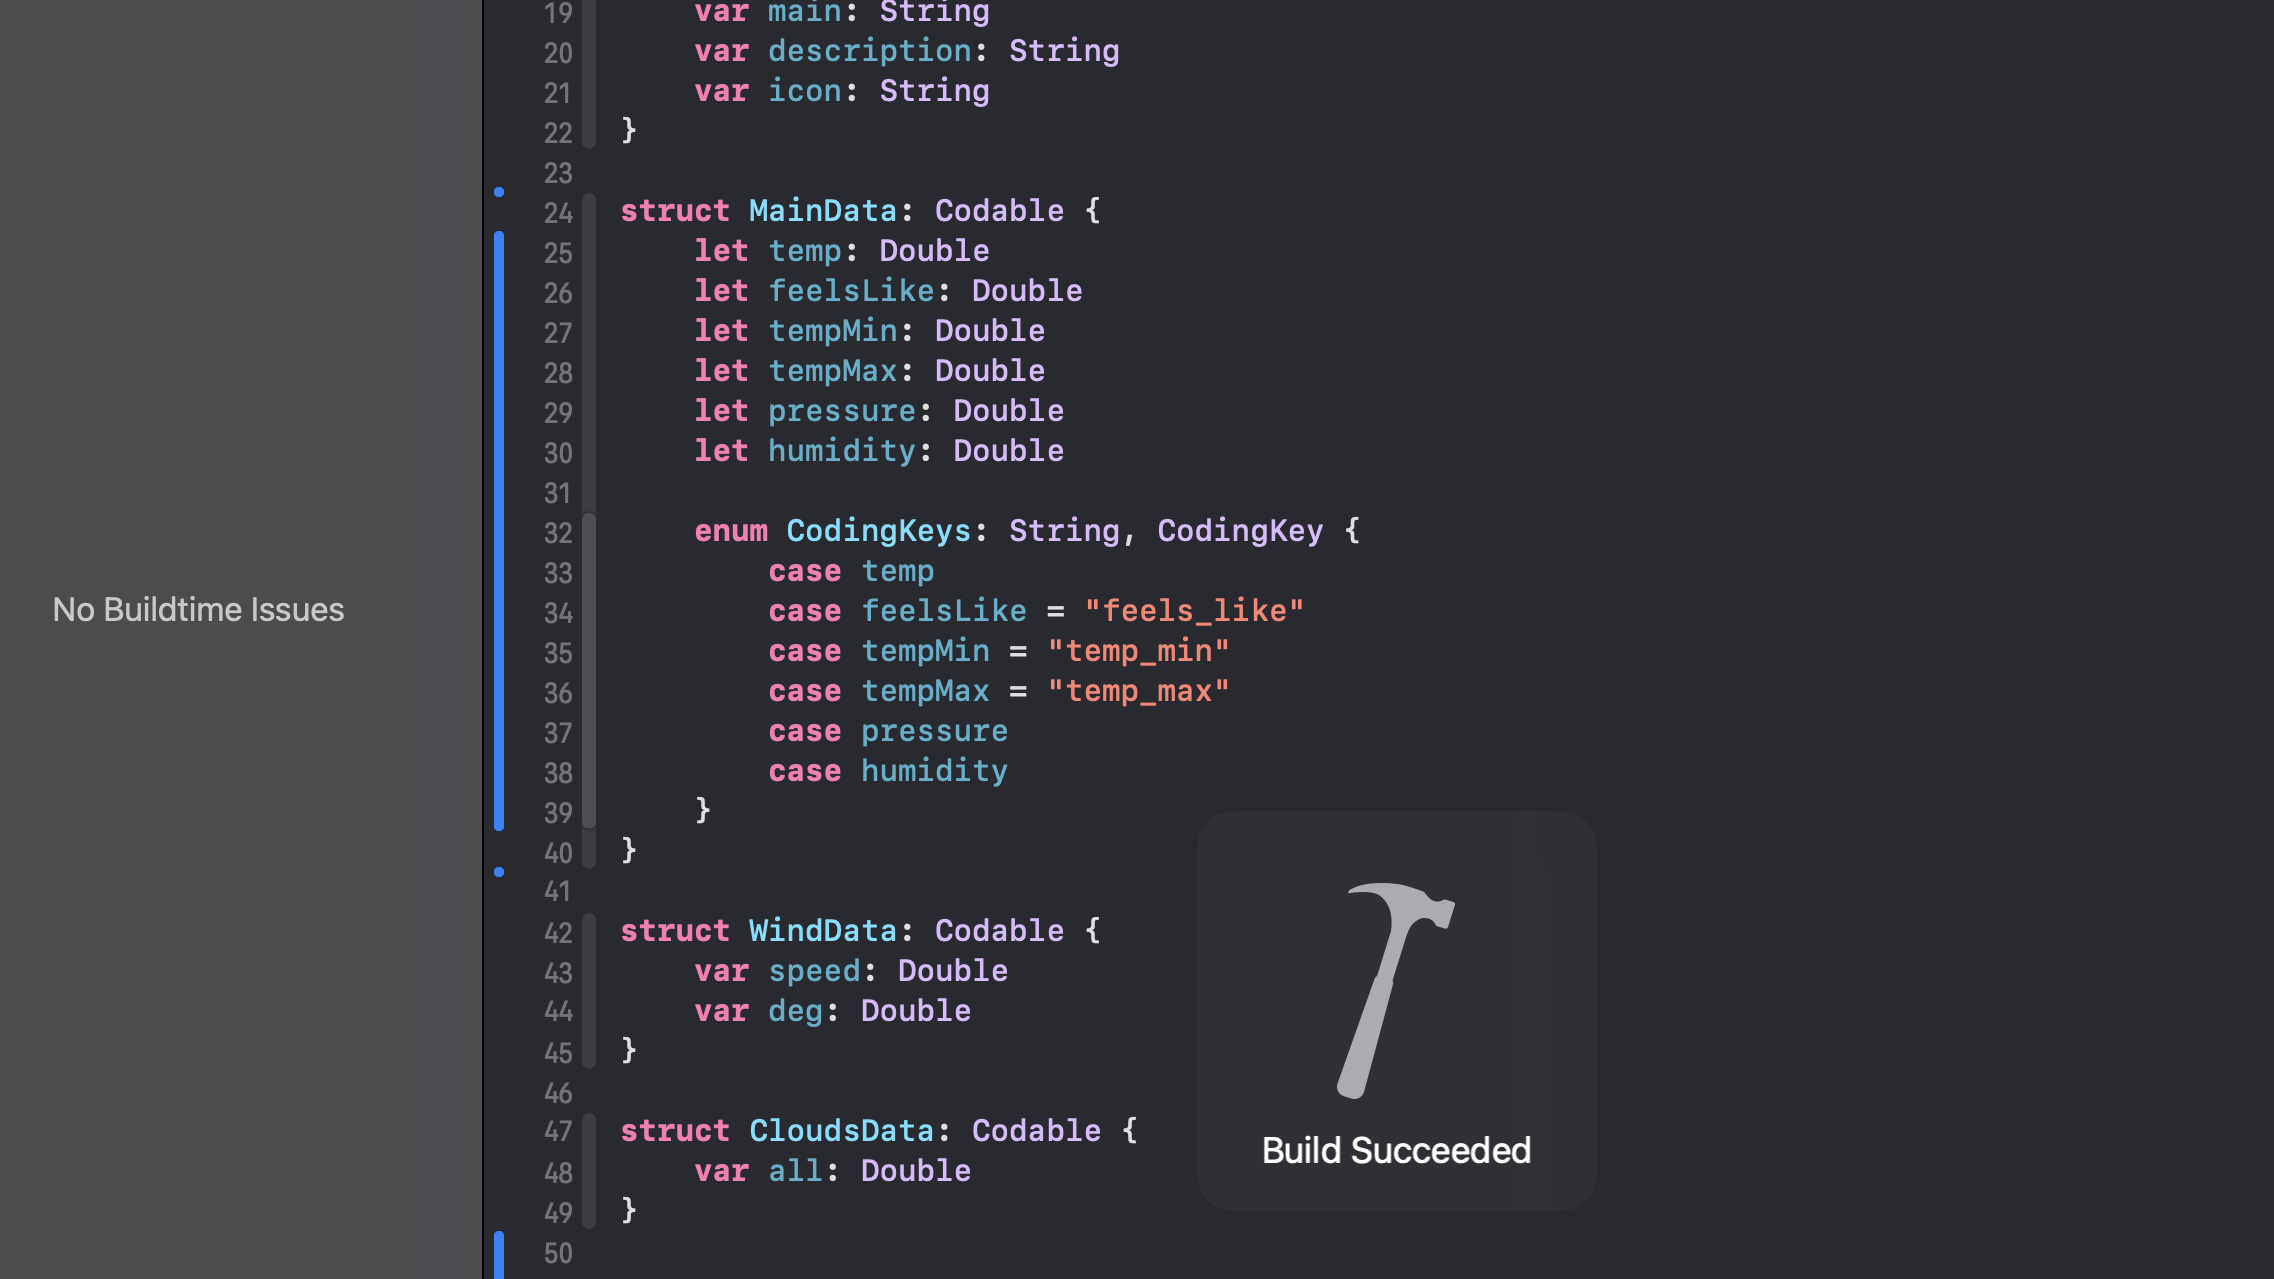 No Buildtime Issues
19 var main: String
20 var description: String
21 var icon: String
22 }
23
24 struct MainData: Codable {
25 let temp: Double
26 let feelsLike: Double
27 let tempMin: Double
28 let tempMax: Double
29 let pressure: Double
30 let humidity: Double
31
32 enum CodingKeys: String, CodingKey {
33 case temp
34 case feelsLike = "feels_like"
35 case tempMin = "temp_min"
36 case tempMax = "temp_max"
37 case pressure
38 case humidity
39 }
40 }
41
42 struct WindData: Codable {
43 var speed: Double
44 var deg: Double
45 }
46
47 struct CloudsData: Codable {
48 var all: Double
49 }
50
Build Succeeded